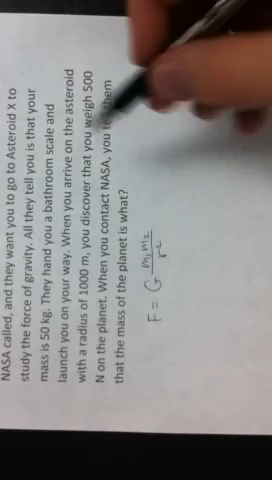 NASA called, and they want you to go to Asteroid X to
study the force of gravity. All they tell you is that your
mass is 50 kg. They hand you a bathroom scale and
launch you on your way. When you arrive on the asteroid
with a radius of 1000 m, you discover that you weigh 500
N on the planet. When you contact NASA, you them
that the mass of the planet is what?
F = G m₁m₂/r²